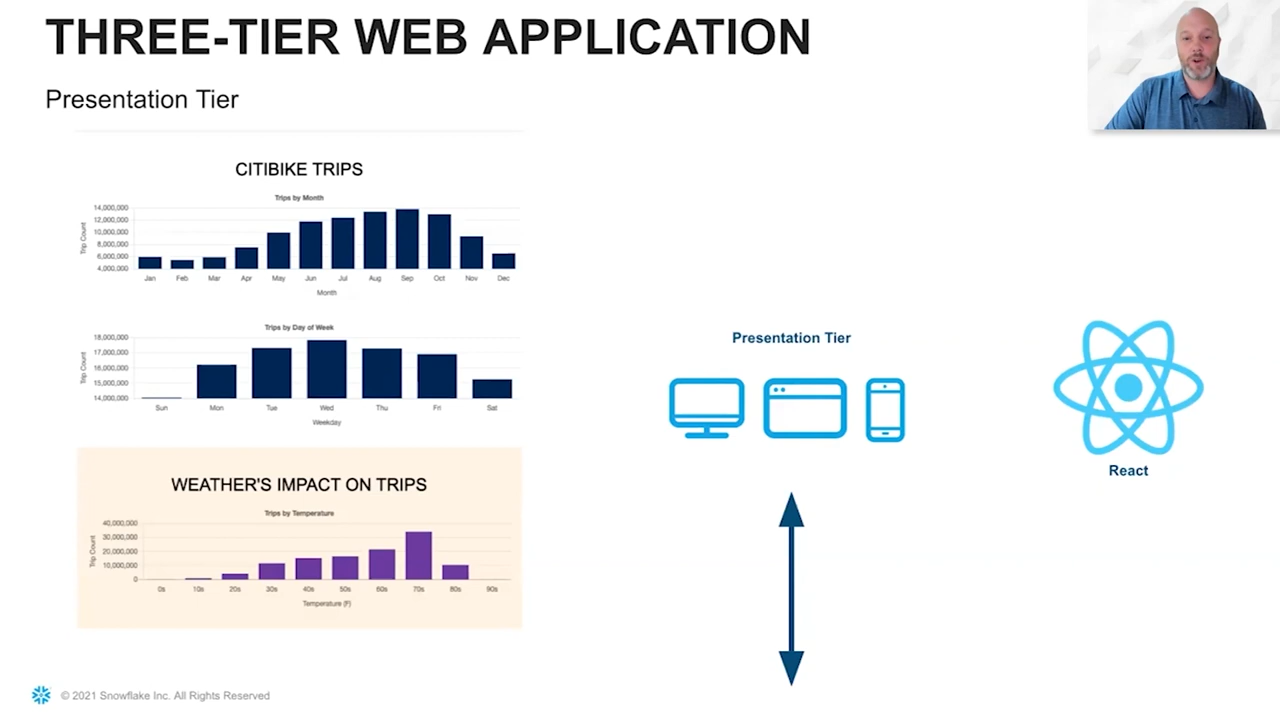 THREE-TIER WEB APPLICATION
Presentation Tier
CITIBIKE TRIPS
Trips by Month
14,000,000
12,000,000
10,000,000
8,000,000
6,000,000
4,000,000
Trip Count
Jan Feb Mar Apr May Jun Jul Aug Sep Oct Nov Dec
Month
Trips by Day of Week
18,000,000
17,000,000
16,000,000
15,000,000
14,000,000
Trip Count
Sun Mon Tue Wed Thu Fri Sat
Weekday
WEATHER'S IMPACT ON TRIPS
Trips by Temperature
40,000,000
30,000,000
20,000,000
10,000,000
0
Trip Count
0s 10s 20s 30s 40s 50s 60s 70s 80s 90s
Temperature (F)
Presentation Tier
React
© 2021 Snowflake Inc. All Rights Reserved